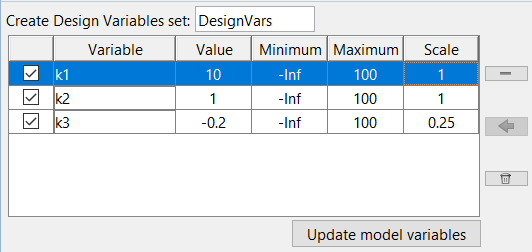 Create Design Variables set: DesignVars
Variable Value Minimum Maximum Scale
k1 10 -Inf 100 1
k2 1 -Inf 100 1
k3 -0.2 -Inf 100 0.25
Update model variables